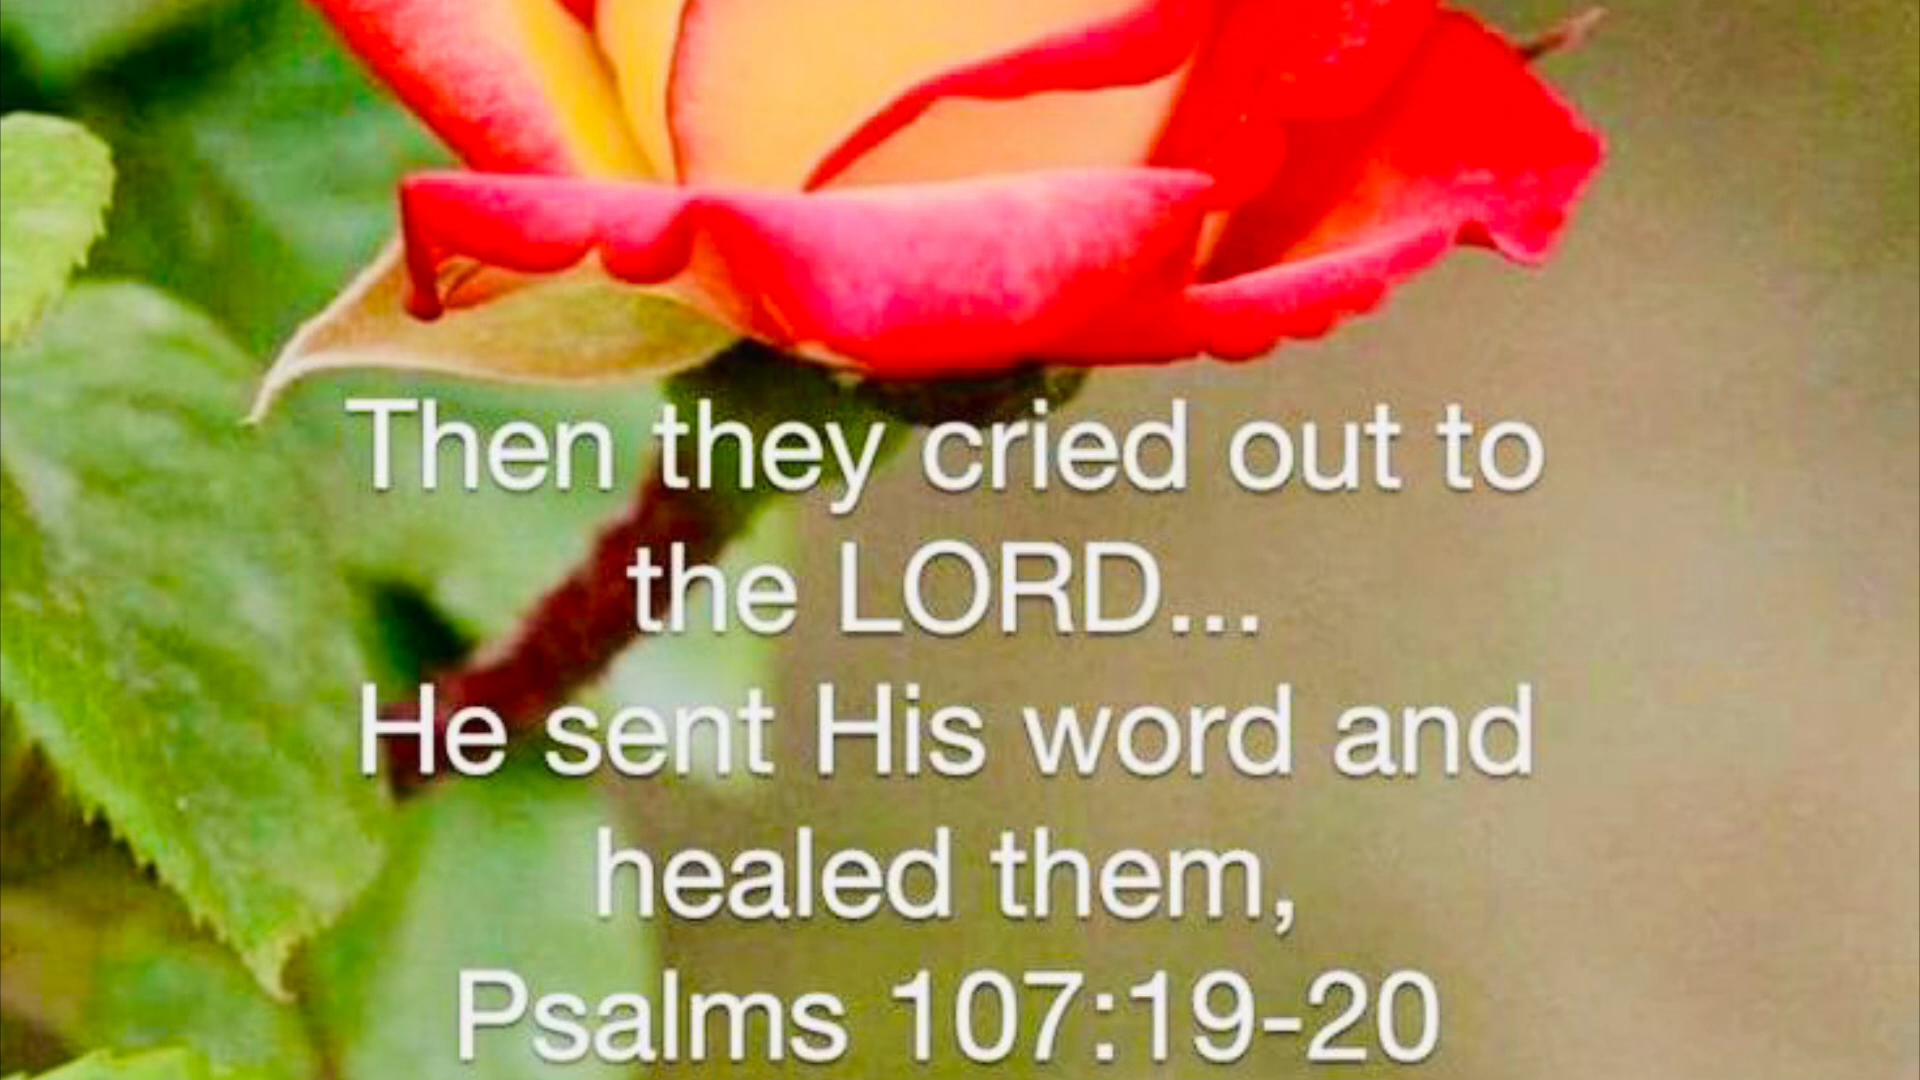 Then they cried out to
the LORD...
He sent His word and
healed them,
Psalms 107:19-20